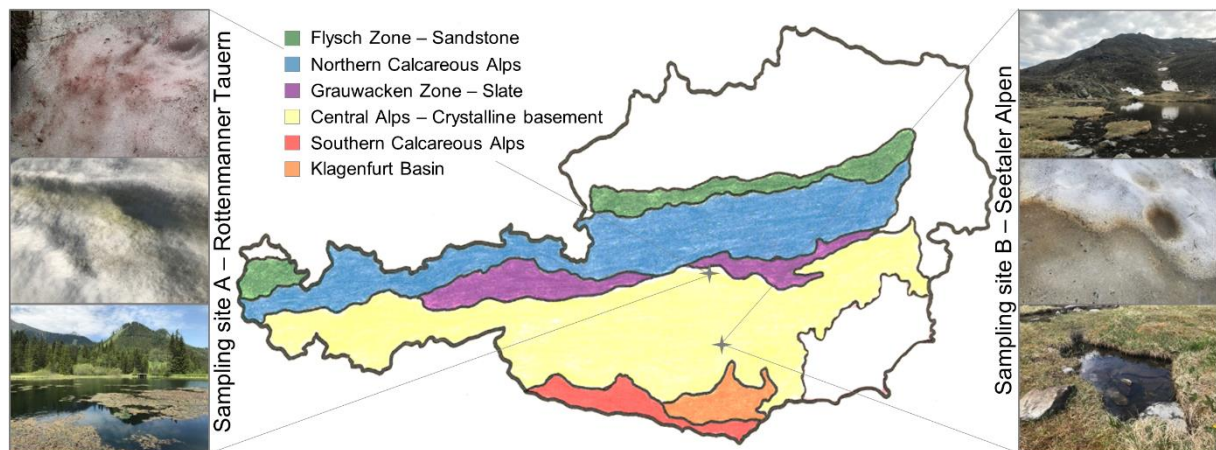 Sampling site A – Rottenmanner Tauern
Flysch Zone – Sandstone
Northern Calcareous Alps
Grauwacken Zone – Slate
Central Alps – Crystalline basement
Southern Calcareous Alps
Klagenfurt Basin
Sampling site B – Seetaler Alpen